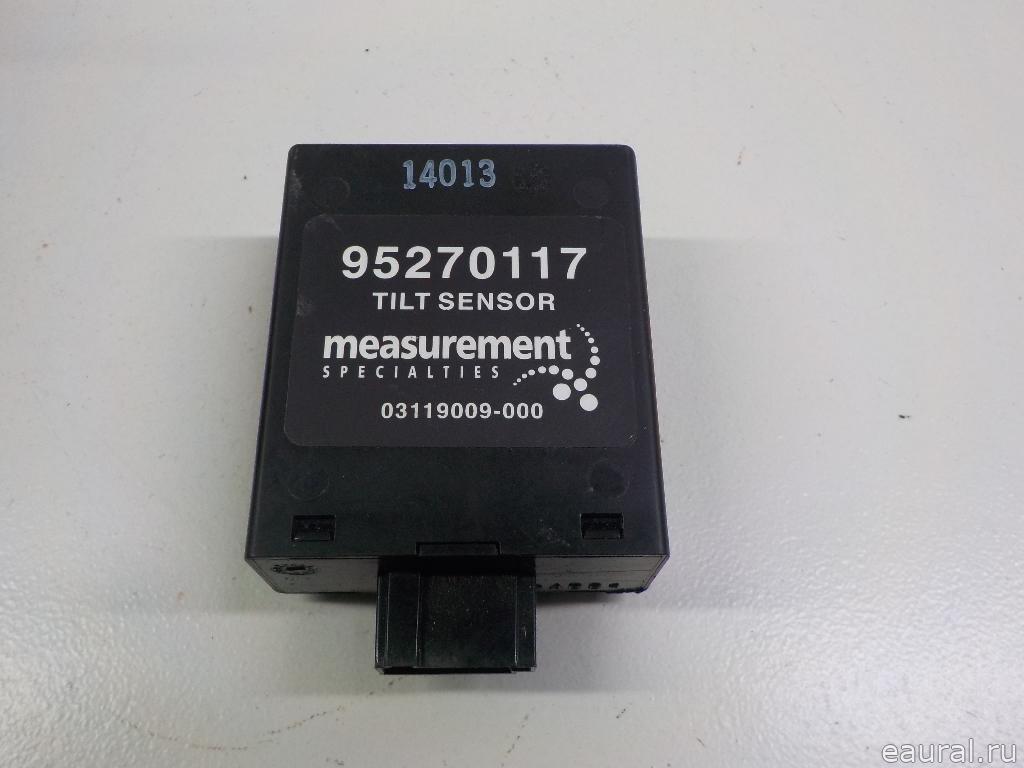 14013
95270117
TILT SENSOR
measurement
SPECIALTIES
03119009-000
eaural.ru